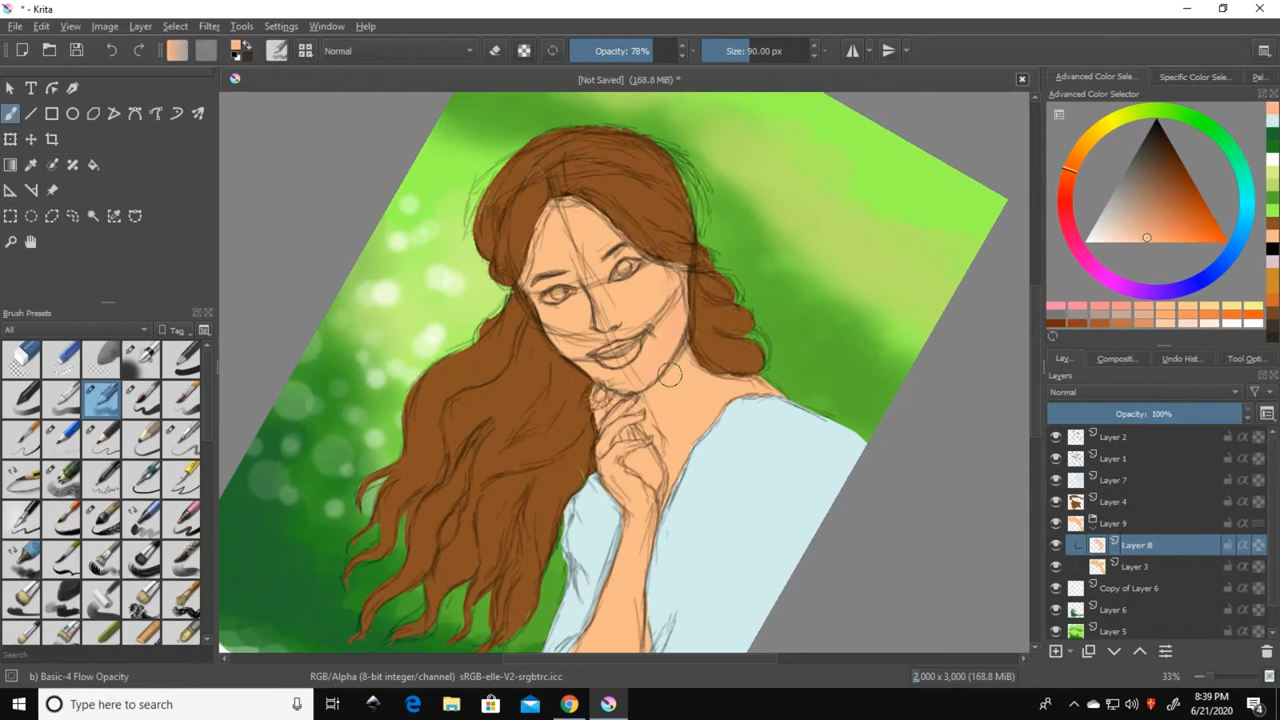 * - Krita
File Edit View Image Layer Select Filter Tools Settings Window Help
Normal Opacity: 78% Size: 90.00 px
[Not Saved] (168.8 MiB) *
Advanced Color Selec... Specific Color Sele... Pal...
Advanced Color Selector
Brush Presets
All Tag
Lay... Compositi... Undo Hist... Tool Opti...
Layers
Normal
Opacity: 100%
Layer 2
Layer 1
Layer 7
Layer 4
Layer 9
Layer 8
Layer 3
Copy of Layer 6
Layer 6
Layer 5
Search
b) Basic-4 Flow Opacity RGB/Alpha (8-bit integer/channel) sRGB-elle-V2-srgbtrc.icc 2,000 x 3,000 (168.8 MiB) 33%
Type here to search 8:39 PM
6/21/2020 4